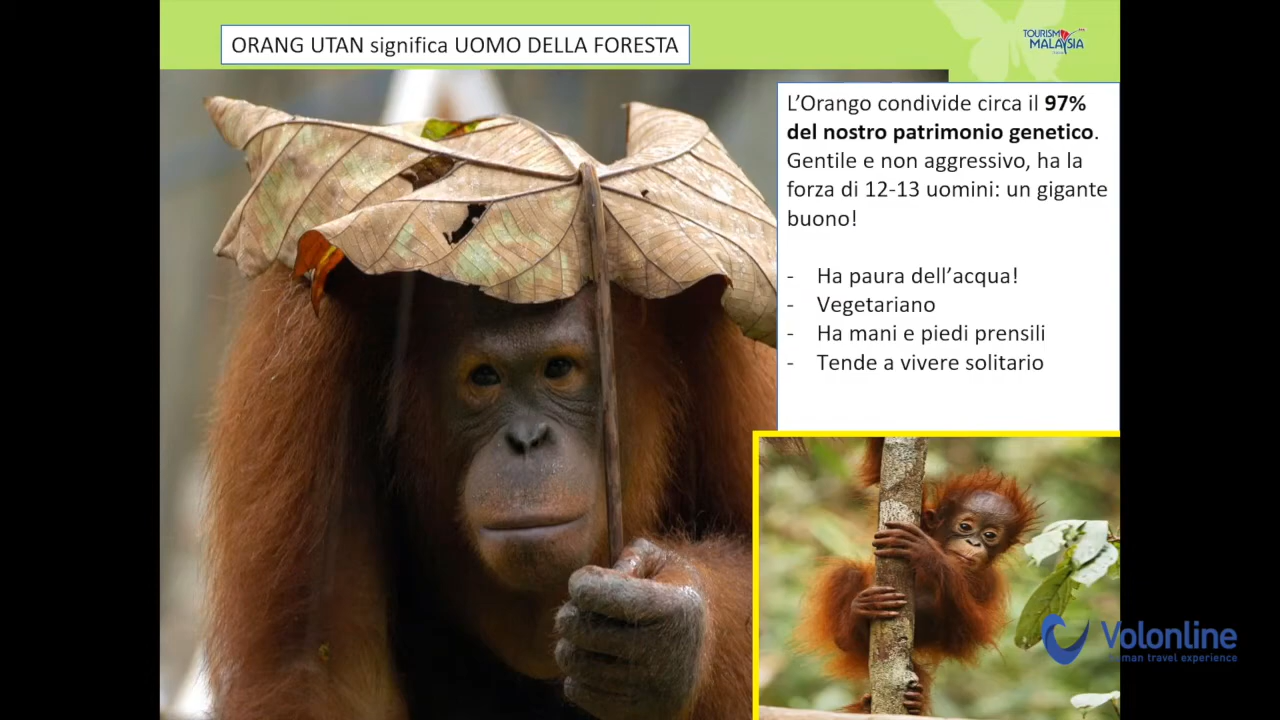 ORANG UTAN significa UOMO DELLA FORESTA
TOURISM
MALAYSIA
L’Orango condivide circa il 97%
del nostro patrimonio genetico.
Gentile e non aggressivo, ha la
forza di 12-13 uomini: un gigante
buono!
- Ha paura dell’acqua!
- Vegetariano
- Ha mani e piedi prensili
- Tende a vivere solitario
Volonline
human travel experience